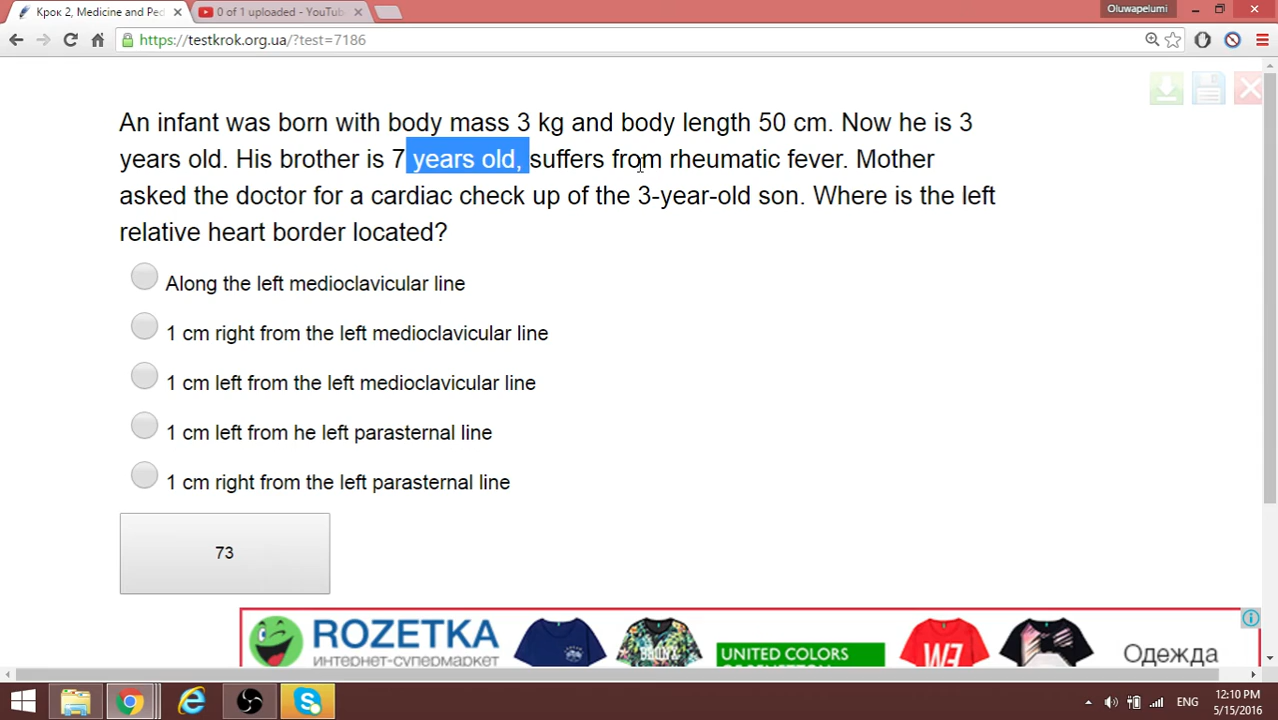 Крок 2, Medicine and Ped
0 of 1 uploaded - YouTub
Oluwapelumi
https://testkrok.org.ua/?test=7186
An infant was born with body mass 3 kg and body length 50 cm. Now he is 3
years old. His brother is 7 years old, suffers from rheumatic fever. Mother
asked the doctor for a cardiac check up of the 3-year-old son. Where is the left
relative heart border located?
Along the left medioclavicular line
1 cm right from the left medioclavicular line
1 cm left from the left medioclavicular line
1 cm left from he left parasternal line
1 cm right from the left parasternal line
73
ROZETKA
ИНТЕРНЕТ-СУПЕРМАРКЕТ
BRONX
UNITED COLORS
WE
Одежда
ENG
12:10 PM
5/15/2016